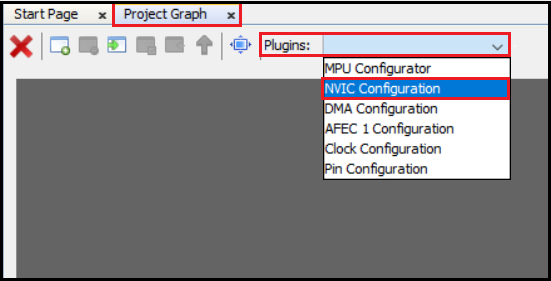 Start Page x Project Graph x
Plugins:
MPU Configurator
NVIC Configuration
DMA Configuration
AFEC 1 Configuration
Clock Configuration
Pin Configuration